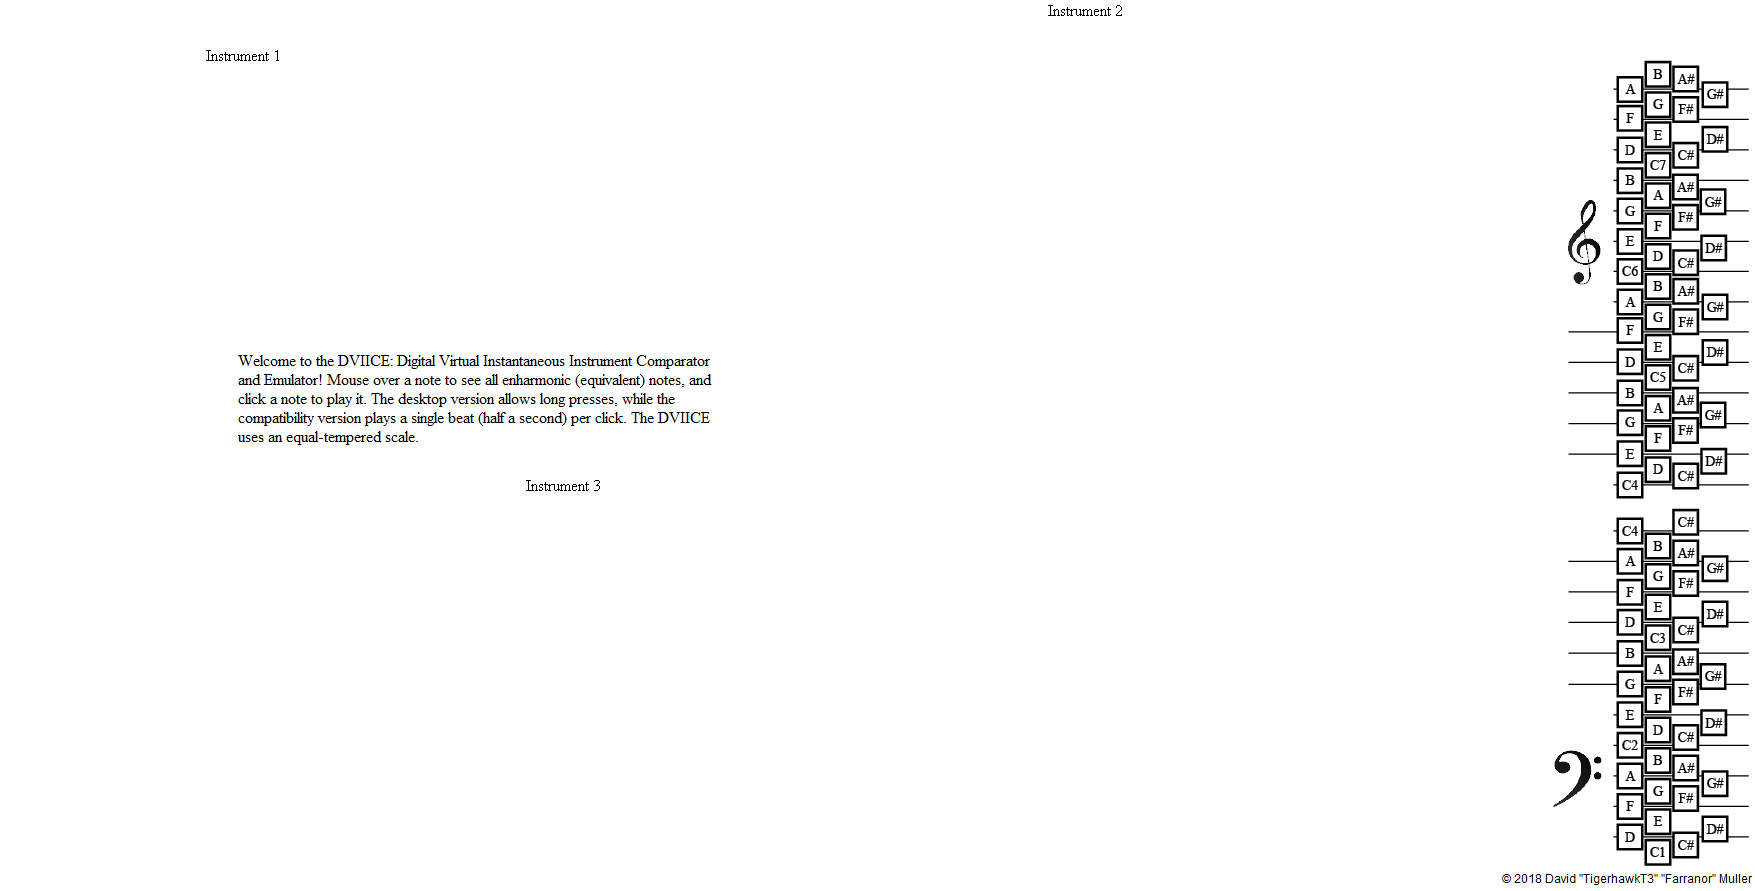 Instrument 2
Instrument 1
Welcome to the DVIICE: Digital Virtual Instantaneous Instrument Comparator
and Emulator! Mouse over a note to see all enharmonic (equivalent) notes, and
click a note to play it. The desktop version allows long presses, while the
compatibility version plays a single beat (half a second) per click. The DVIICE
uses an equal-tempered scale.
Instrument 3
B
A#
A
G#
G
F#
F
E
D#
D
C#
C7
B
A#
A
G#
G
F#
F
E
D#
D
C#
C6
B
A#
A
G#
G
F#
F
E
D#
D
C#
C5
B
A#
A
G#
G
F#
F
E
D#
D
C#
C4
C#
C4
B
A#
A
G#
G
F#
F
E
D#
D
C#
C3
B
A#
A
G#
G
F#
F
E
D#
D
C#
C2
B
A#
A
G#
G
F#
F
E
D#
D
C#
C1
© 2018 David "TigerhawkT3" "Farranor" Muller